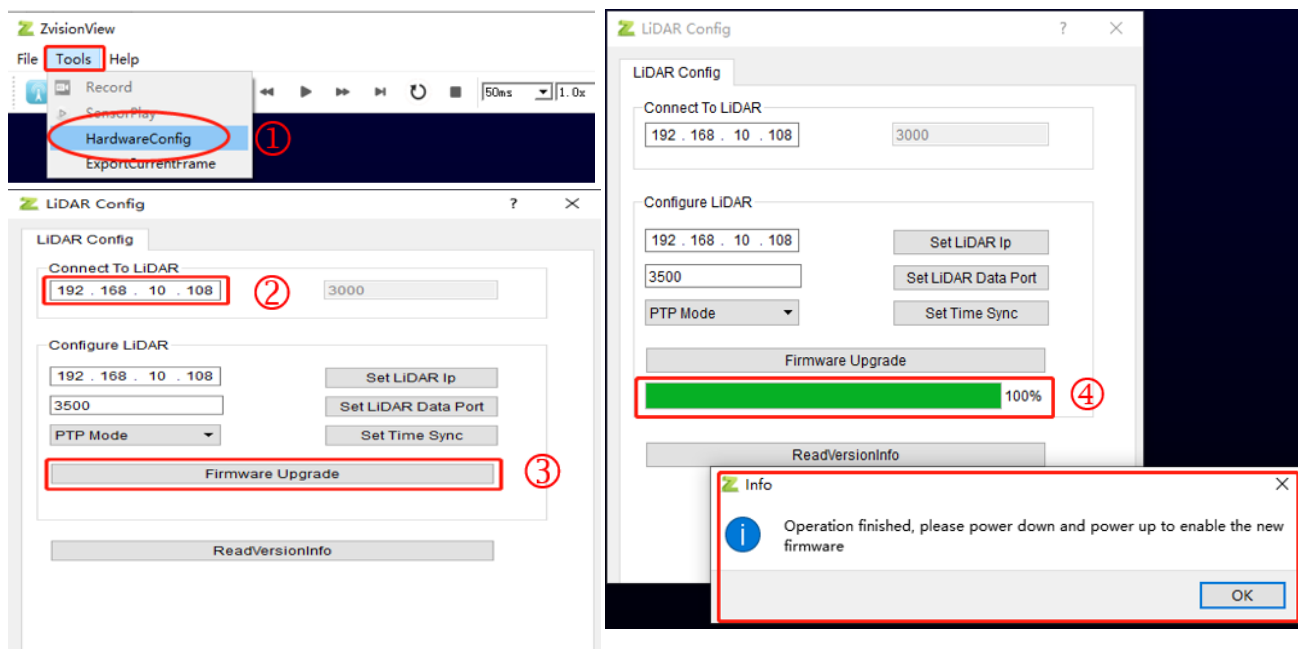 ZvisionView
File Tools Help
Record
50ms 1.0x
SensorPlay
HardwareConfig ①
ExportCurrentFrame
LiDAR Config ?
LiDAR Config
Connect To LiDAR
192 . 168 . 10 . 108 ② 3000
Configure LiDAR
192 . 168 . 10 . 108 Set LiDAR Ip
3500 Set LiDAR Data Port
PTP Mode Set Time Sync
Firmware Upgrade ③
ReadVersionInfo
LiDAR Config ?
LiDAR Config
Connect To LiDAR
192 . 168 . 10 . 108 3000
Configure LiDAR
192 . 168 . 10 . 108 Set LiDAR Ip
3500 Set LiDAR Data Port
PTP Mode Set Time Sync
Firmware Upgrade
100% ④
ReadVersionInfo
Info
Operation finished, please power down and power up to enable the new
firmware
OK